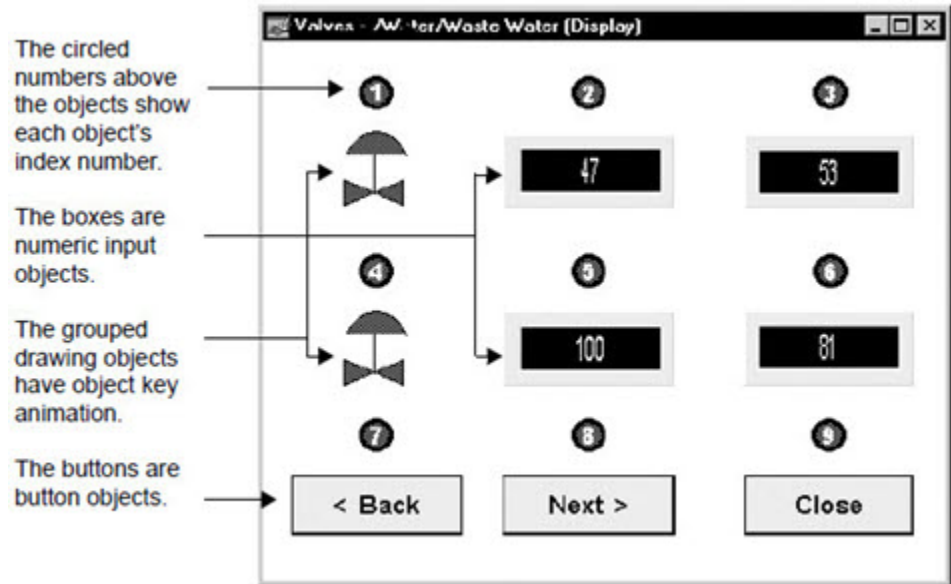 Valves - /Water/Waste Water (Display)
The circled
numbers above
the objects show
each object's
index number.
The boxes are
numeric input
objects.
The grouped
drawing objects
have object key
animation.
The buttons are
button objects.
1 2 3
47 53
4 5 6
100 81
7 8 9
< Back Next > Close